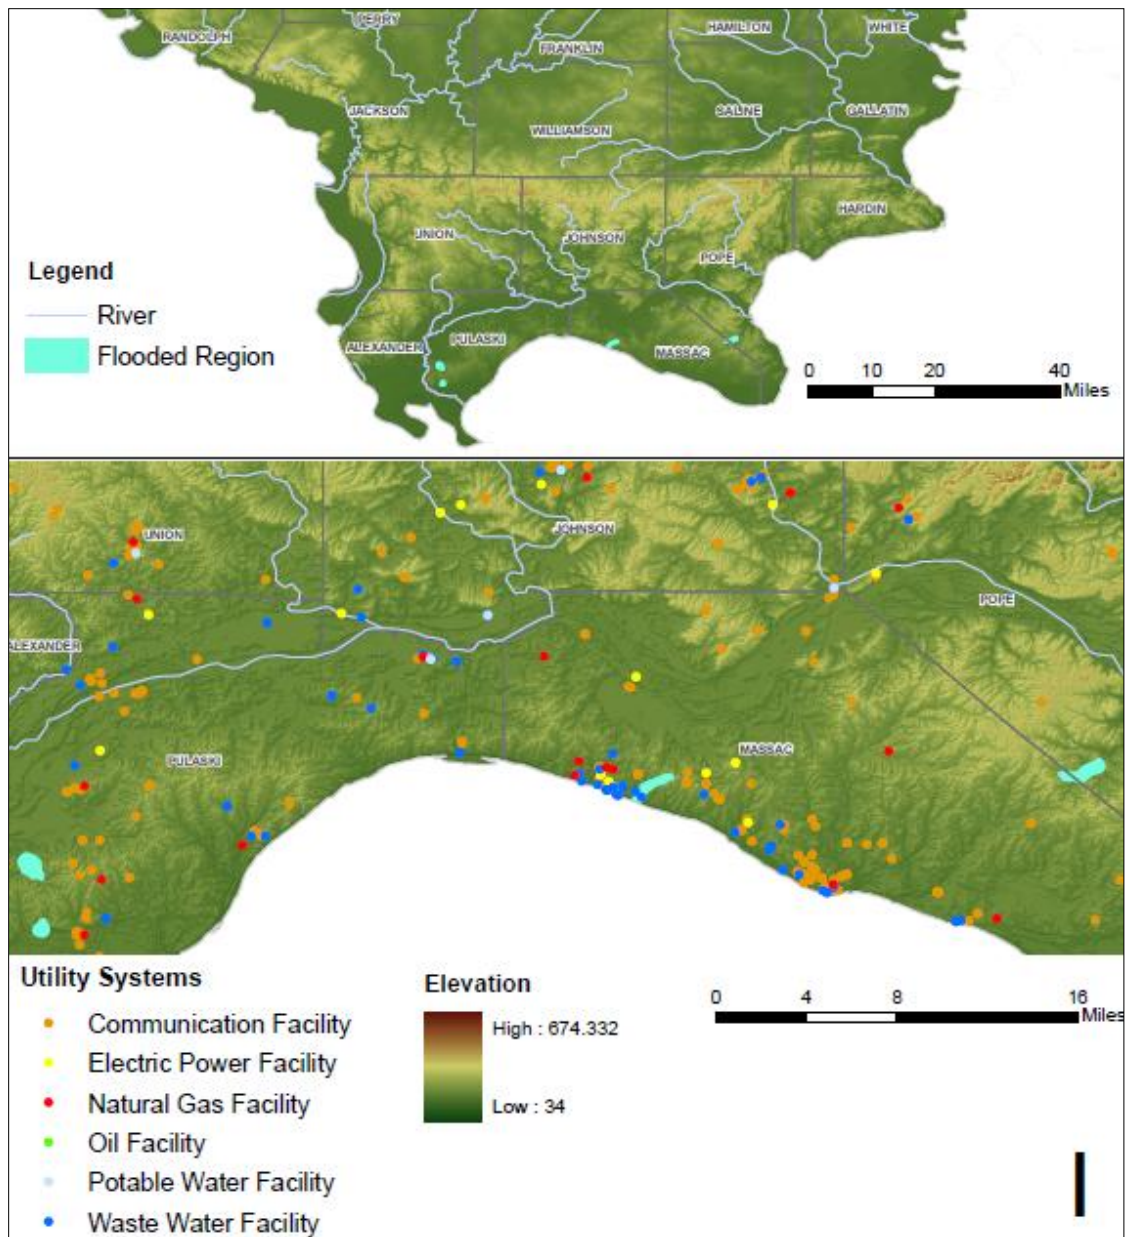 PERRY
HAMILTON
WHITE
RANDOLPH
FRANKLIN
JACKSON
SALINE
GALLATIN
WILLIAMSON
HARDIN
UNION
JOHNSON
POPE
Legend
River
Flooded Region
ALEXANDER
PULASKI
MASSAC
0 10 20 40
Miles
JOHNSON
UNION
POPE
ALEXANDER
MASSAC
PULASKI
Utility Systems
Communication Facility
Electric Power Facility
Natural Gas Facility
Oil Facility
Potable Water Facility
Waste Water Facility
Elevation
High : 674.332
Low : 34
0 4 8 16
Miles